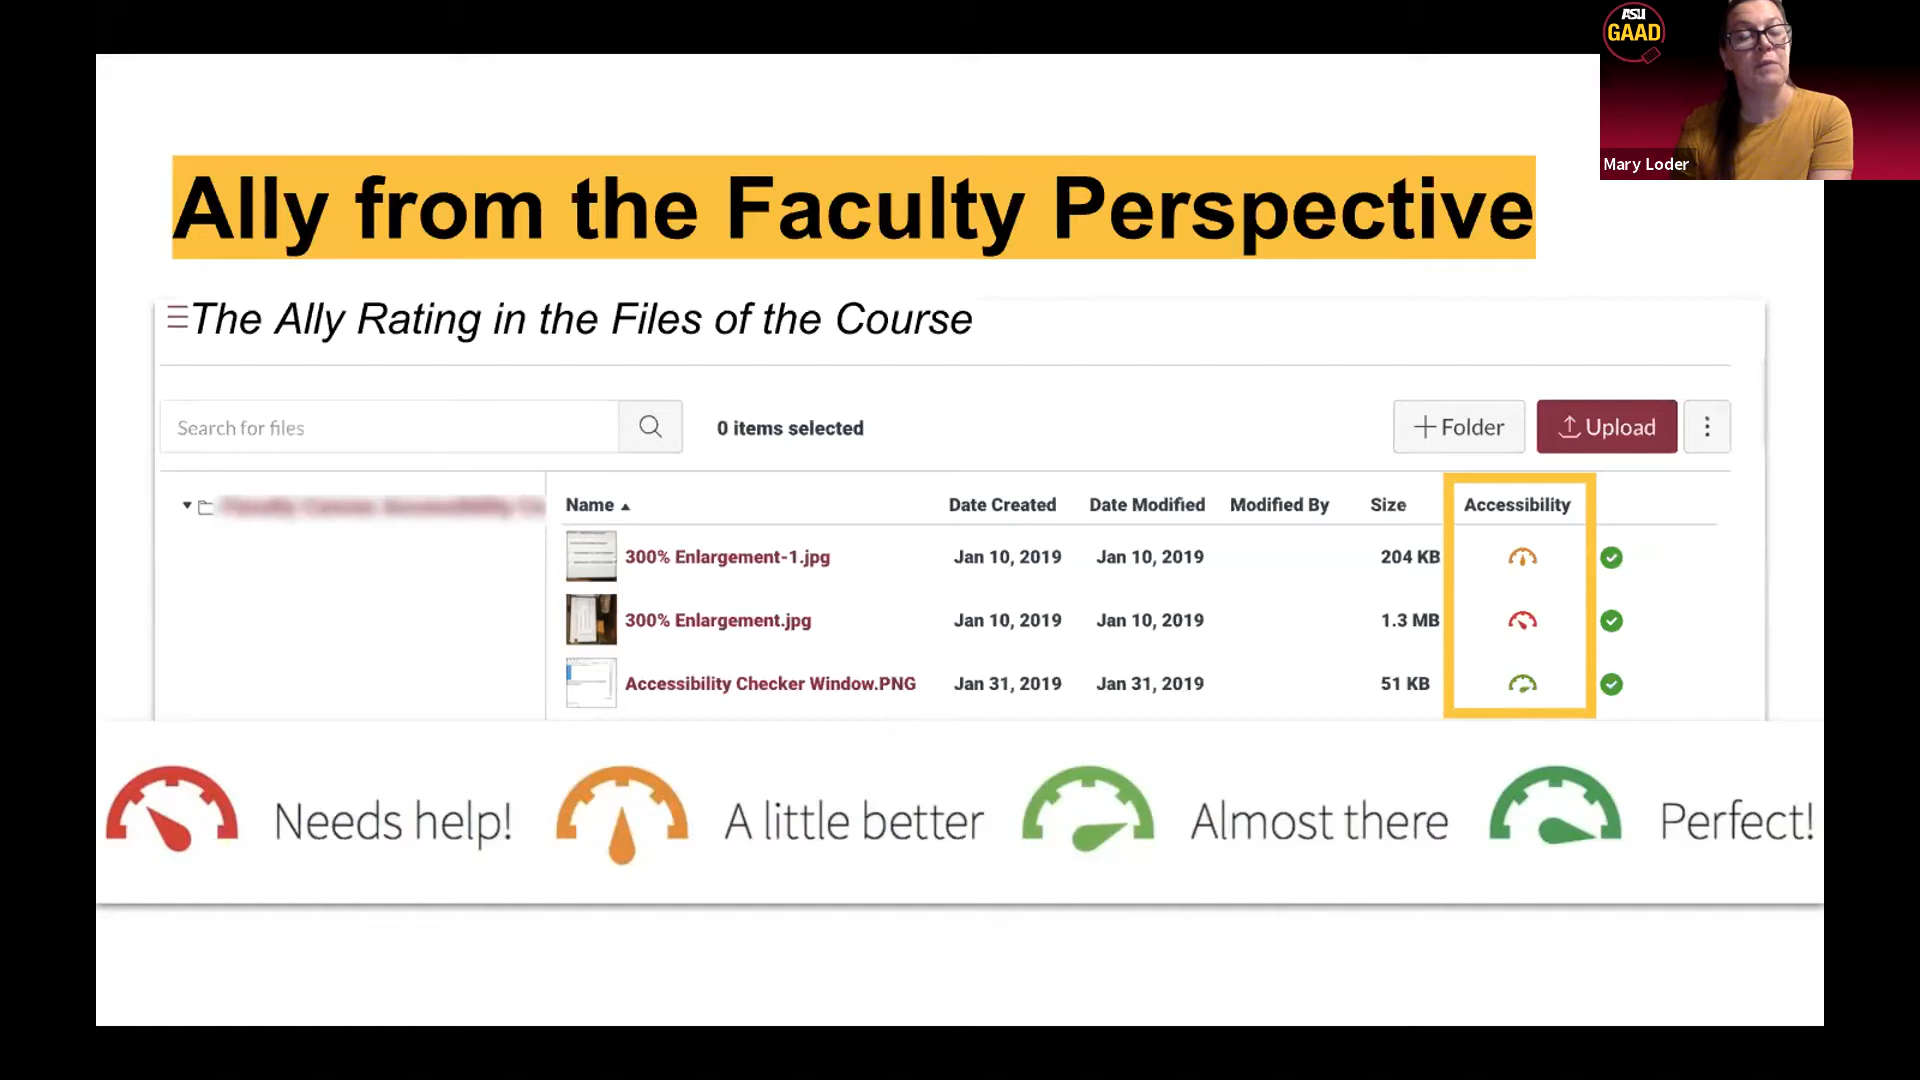 ASU
GAAD
Mary Loder
Ally from the Faculty Perspective
The Ally Rating in the Files of the Course
Search for files
0 items selected
Folder
Upload
Name
Date Created
Date Modified
Modified By
Size
Accessibility
300% Enlargement-1.jpg
Jan 10, 2019
Jan 10, 2019
204 KB
300% Enlargement.jpg
Jan 10, 2019
Jan 10, 2019
1.3 MB
Accessibility Checker Window.PNG
Jan 31, 2019
Jan 31, 2019
51 KB
Needs help!
A little better
Almost there
Perfect!